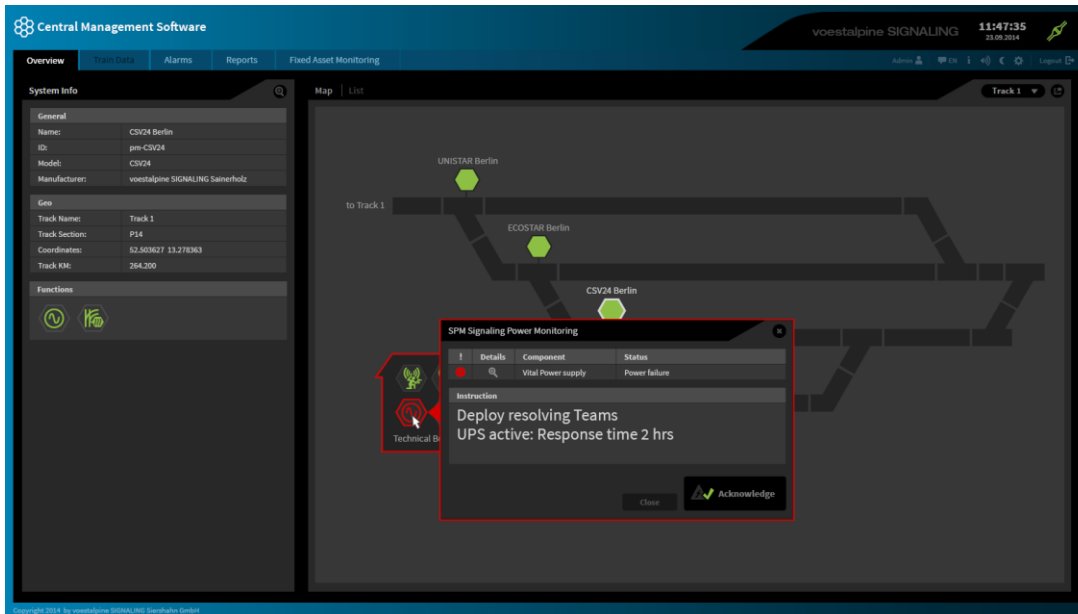 Central Management Software
voestalpine SIGNALING
11:47:35
23.09.2014
Overview Train Data Alarms Reports Fixed Asset Monitoring
Admin EN i Logout
System Info
General
Name: CSV24 Berlin
ID: pm-CSV24
Model: CSV24
Manufacturer: voestalpine SIGNALING Sainerholz
Geo
Track Name: Track 1
Track Section: P14
Coordinates: 52.503627 13.278363
Track KM: 264.200
Functions
Map | List
Track 1
UNISTAR Berlin
to Track 1
ECOSTAR Berlin
CSV24 Berlin
Technical B
SPM Signaling Power Monitoring
! Details Component Status
Vital Power supply Power failure
Instruction
Deploy resolving Teams
UPS active: Response time 2 hrs
Close
Acknowledge
Copyright 2014 by voestalpine SIGNALING Siershahn GmbH